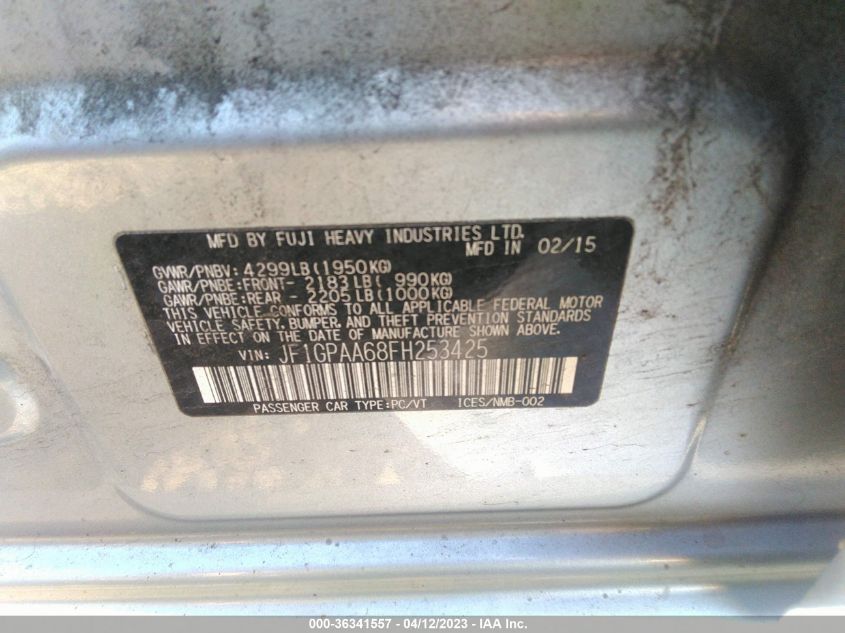 MFD BY FUJI HEAVY INDUSTRIES LTD.
MFD IN 02/15
GVWR/PNBV: 4299LB(1950KG)
GAWR/PNBE:FRONT- 2183LB( 990KG)
GAWR/PNBE:REAR - 2205LB(1000KG)
THIS VEHICLE CONFORMS TO ALL APPLICABLE FEDERAL MOTOR
VEHICLE SAFETY, BUMPER, AND THEFT PREVENTION STANDARDS
IN EFFECT ON THE DATE OF MANUFACTURE SHOWN ABOVE.
VIN: JF1GPAA68FH253425
PASSENGER CAR TYPE:PC/VT ICES/NMB-002
000-36341557 - 04/12/2023 - IAA Inc.